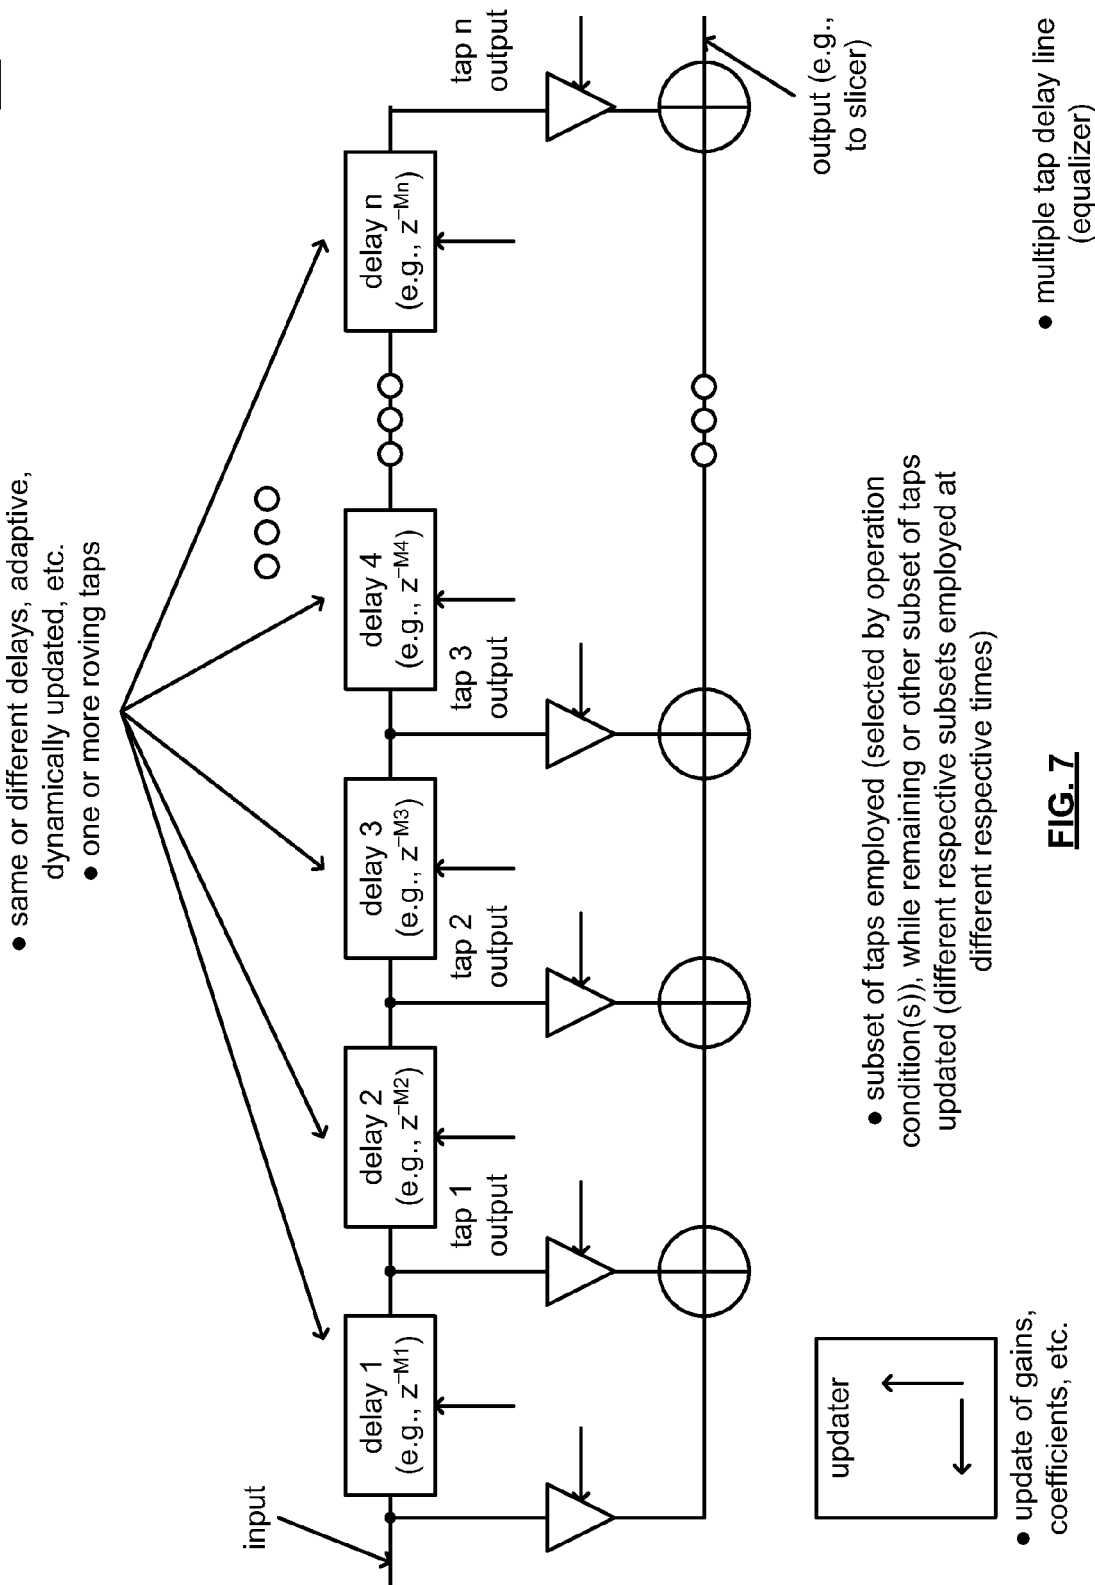 ● same or different delays, adaptive,
dynamically updated, etc.
● one or more roving taps
input
delay 1
(e.g., z⁻ᴹ¹)
delay 2
(e.g., z⁻ᴹ²)
delay 3
(e.g., z⁻ᴹ³)
delay 4
(e.g., z⁻ᴹ⁴)
delay n
(e.g., z⁻ᴹⁿ)
tap 1
output
tap 2
output
tap 3
output
tap n
output
output (e.g.,
to slicer)
updater
● update of gains,
coefficients, etc.
● subset of taps employed (selected by operation
condition(s)), while remaining or other subset of taps
updated (different respective subsets employed at
different respective times)
● multiple tap delay line
(equalizer)
FIG. 7